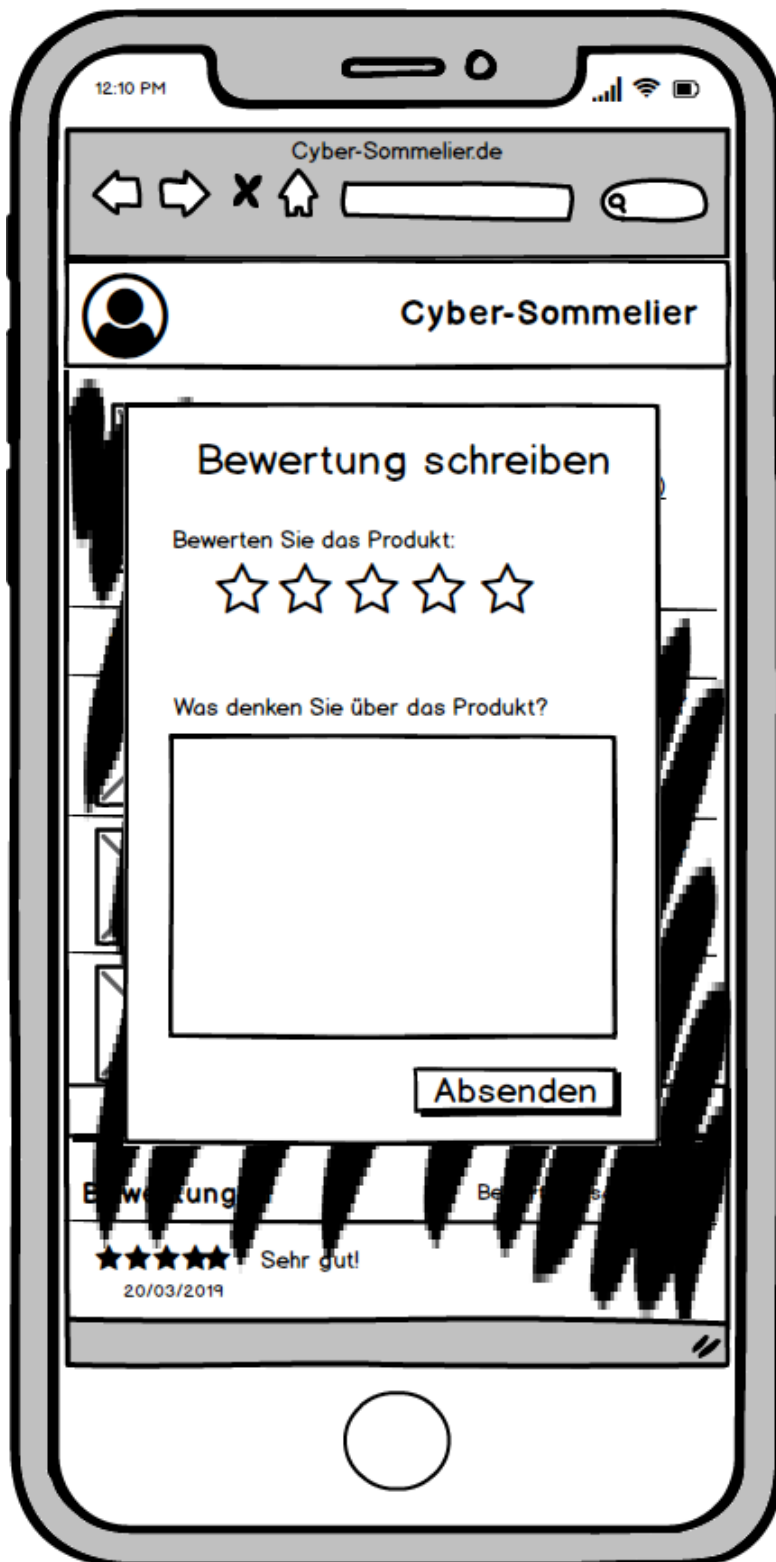 12:10 PM
Cyber-Sommelier.de
Cyber-Sommelier
Bewertung schreiben
Bewerten Sie das Produkt:
Was denken Sie über das Produkt?
Absenden
Sehr gut!
20/03/2019